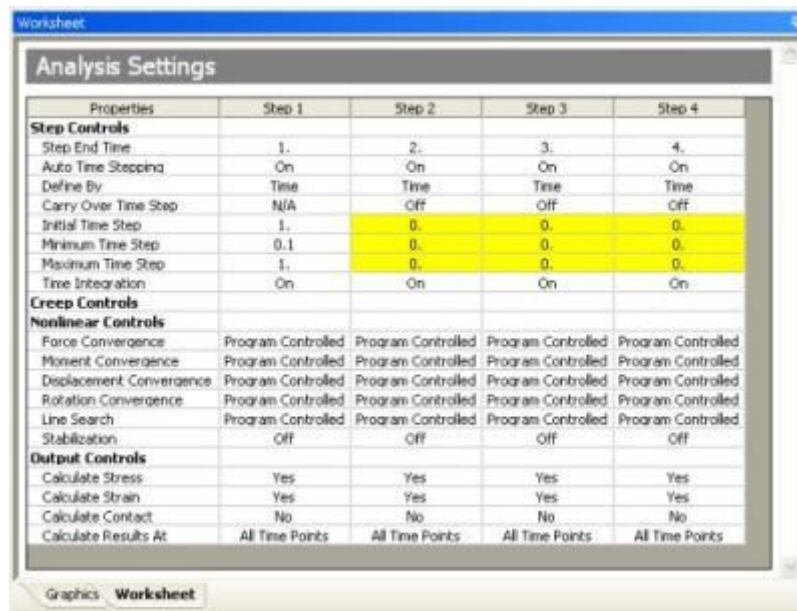 Worksheet
Analysis Settings
Properties Step 1 Step 2 Step 3 Step 4
Step Controls
Step End Time 1. 2. 3. 4.
Auto Time Stepping On On On On
Define By Time Time Time Time
Carry Over Time Step N/A Off Off Off
Initial Time Step 1. 0. 0. 0.
Minimum Time Step 0.1 0. 0. 0.
Maximum Time Step 1. 0. 0. 0.
Time Integration On On On On
Creep Controls
Nonlinear Controls
Force Convergence Program Controlled Program Controlled Program Controlled Program Controlled
Moment Convergence Program Controlled Program Controlled Program Controlled Program Controlled
Displacement Convergence Program Controlled Program Controlled Program Controlled Program Controlled
Rotation Convergence Program Controlled Program Controlled Program Controlled Program Controlled
Line Search Program Controlled Program Controlled Program Controlled Program Controlled
Stabilization Off Off Off Off
Output Controls
Calculate Stress Yes Yes Yes Yes
Calculate Strain Yes Yes Yes Yes
Calculate Contact No No No No
Calculate Results At All Time Points All Time Points All Time Points All Time Points
Graphics Worksheet